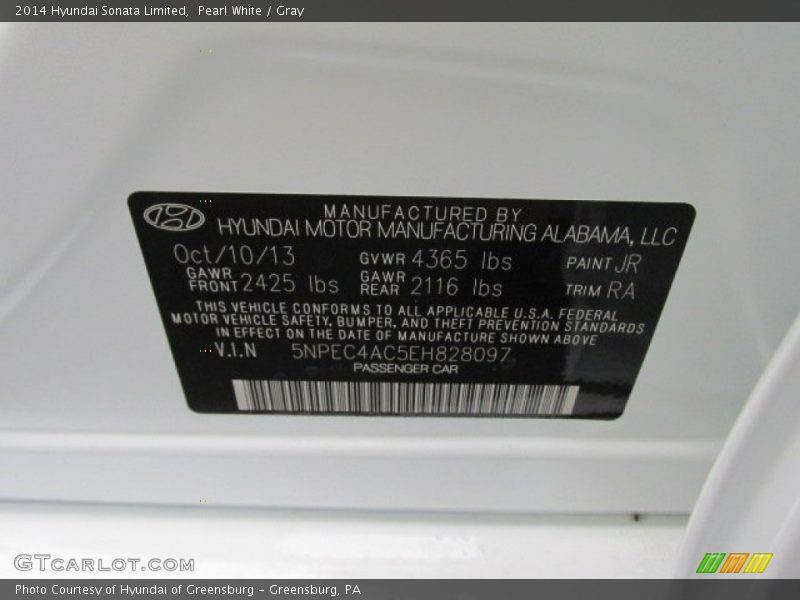 2014 Hyundai Sonata Limited, Pearl White / Gray
MANUFACTURED BY
HYUNDAI MOTOR MANUFACTURING ALABAMA, LLC
Oct/10/13 GVWR 4365 lbs PAINT JR
GAWR FRONT 2425 lbs GAWR REAR 2116 lbs TRIM RA
THIS VEHICLE CONFORMS TO ALL APPLICABLE U.S.A. FEDERAL
MOTOR VEHICLE SAFETY, BUMPER, AND THEFT PREVENTION STANDARDS
IN EFFECT ON THE DATE OF MANUFACTURE SHOWN ABOVE
V.I.N 5NPEC4AC5EH828097
PASSENGER CAR
GTCARLOT.COM
Photo Courtesy of Hyundai of Greensburg - Greensburg, PA